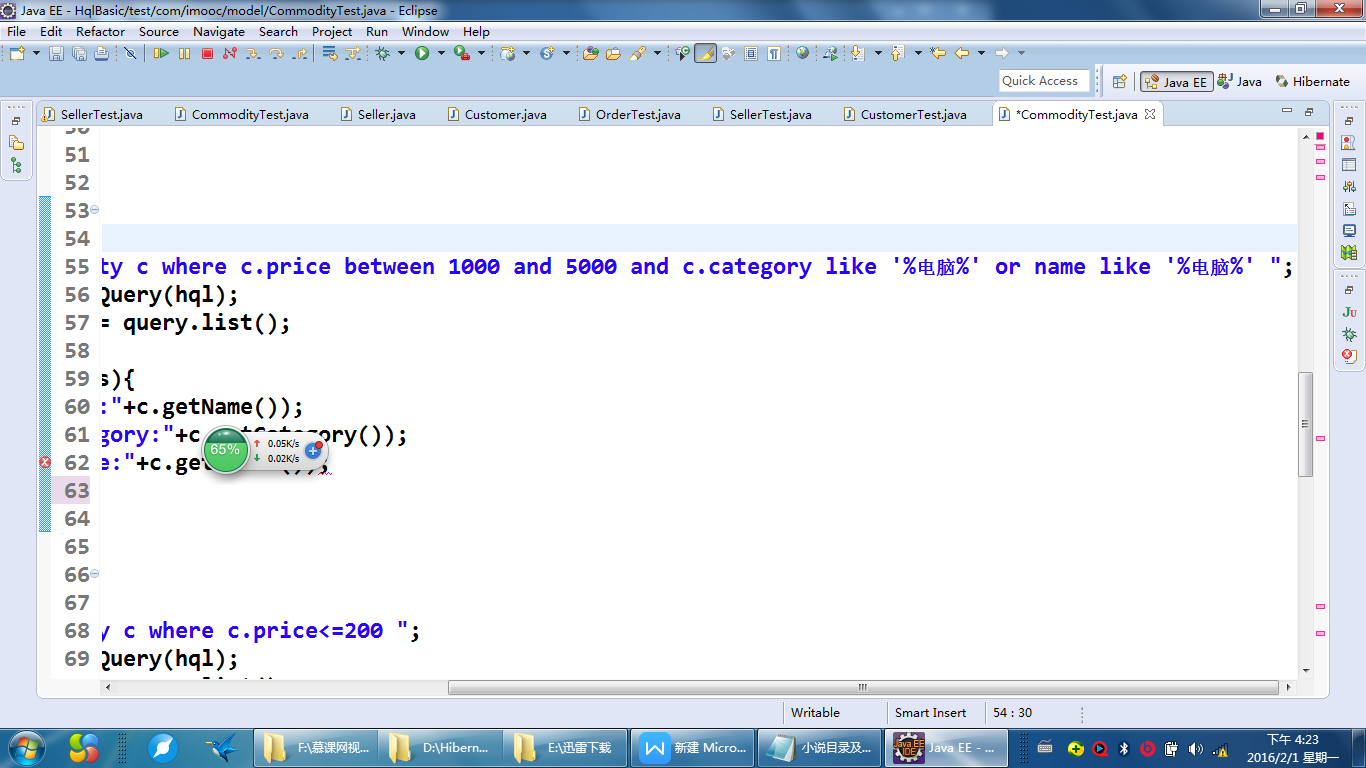 Java EE - HqlBasic/test/com/imooc/model/CommodityTest.java - Eclipse
File Edit Refactor Source Navigate Search Project Run Window Help
Quick Access Java EE Java Hibernate
SellerTest.java CommodityTest.java Seller.java Customer.java OrderTest.java SellerTest.java CustomerTest.java *CommodityTest.java
50
51
52
53
54
55 ty c where c.price between 1000 and 5000 and c.category like '%电脑%' or name like '%电脑%' ";
56 Query(hql);
57 = query.list();
58
59 s){
60 :"+c.getName());
61 gory:"+c tCategory());
62 e:"+c.get ());
65%
0.05K/s
0.02K/s
63
64
65
66
67
68 y c where c.price<=200 ";
69 Query(hql);
Writable Smart Insert 54 : 30
F:\慕课网视... D:\Hibern... E:\迅雷下载 新建 Micro... 小说目录及... Java EE - ...
下午 4:23
2016/2/1 星期一